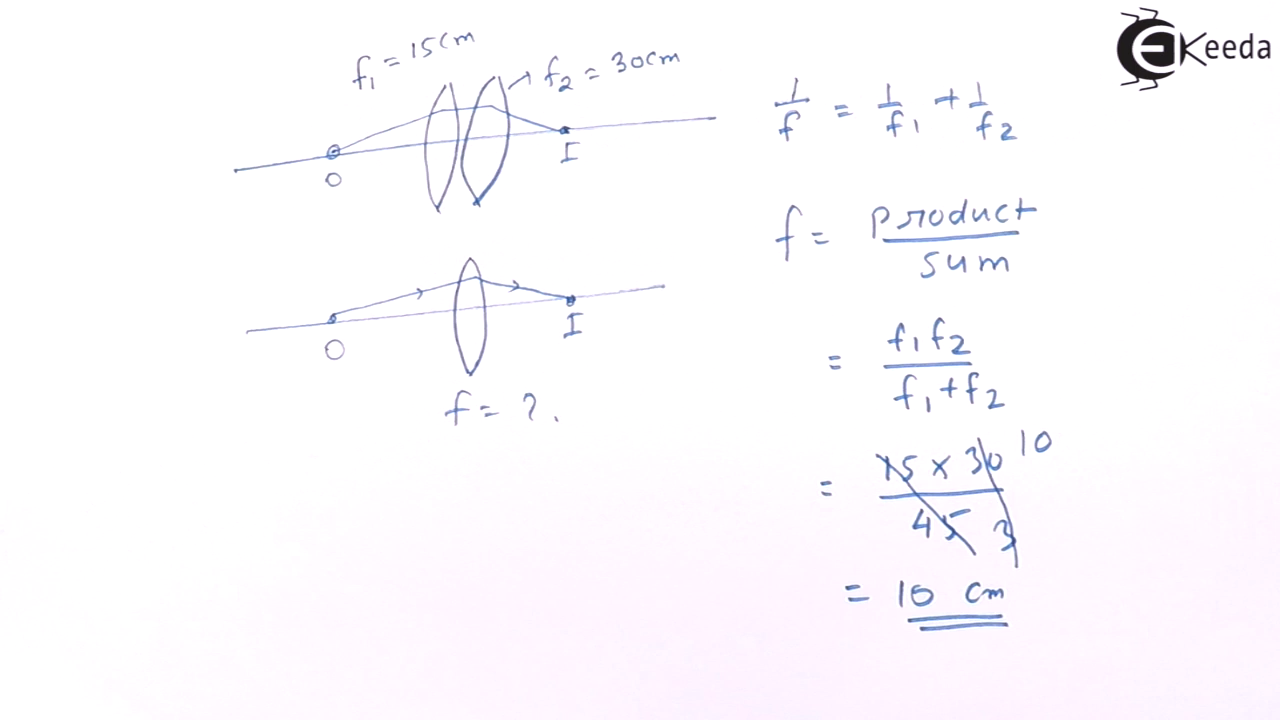 EKeeda
f₁ = 15cm
→ f₂ = 30cm
O
I
O
I
f = ?.
1/f = 1/f₁ + 1/f₂
f = product/sum
= f₁f₂/f₁+f₂
= 15 x 30 10/45 3
= 10 cm